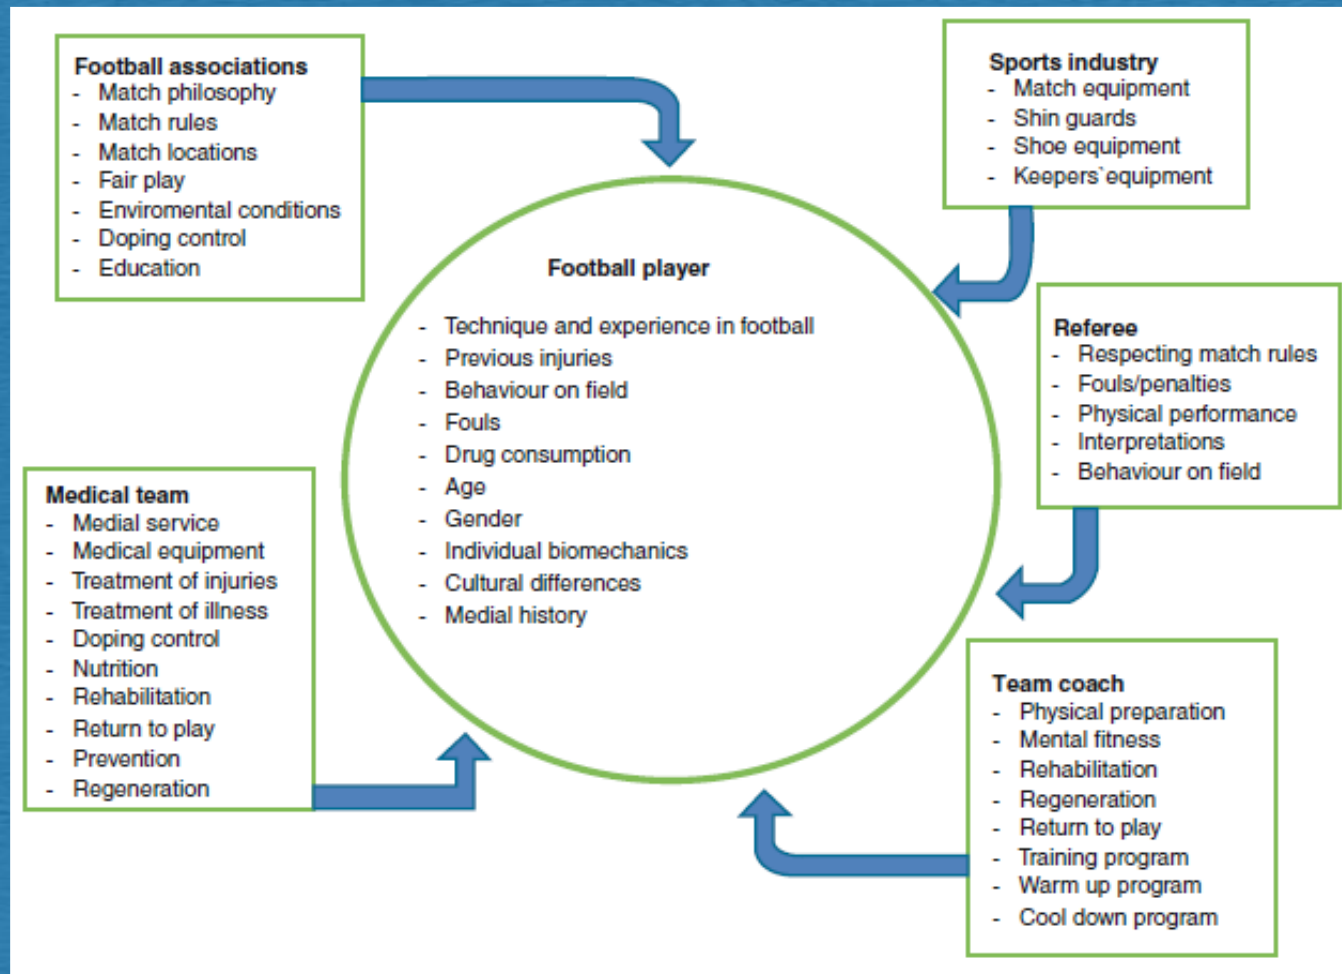 Football associations
- Match philosophy
- Match rules
- Match locations
- Fair play
- Enviromental conditions
- Doping control
- Education
Sports industry
- Match equipment
- Shin guards
- Shoe equipment
- Keepers`equipment
Football player
- Technique and experience in football
- Previous injuries
- Behaviour on field
- Fouls
- Drug consumption
- Age
- Gender
- Individual biomechanics
- Cultural differences
- Medial history
Referee
- Respecting match rules
- Fouls/penalties
- Physical performance
- Interpretations
- Behaviour on field
Medical team
- Medial service
- Medical equipment
- Treatment of injuries
- Treatment of illness
- Doping control
- Nutrition
- Rehabilitation
- Return to play
- Prevention
- Regeneration
Team coach
- Physical preparation
- Mental fitness
- Rehabilitation
- Regeneration
- Return to play
- Training program
- Warm up program
- Cool down program